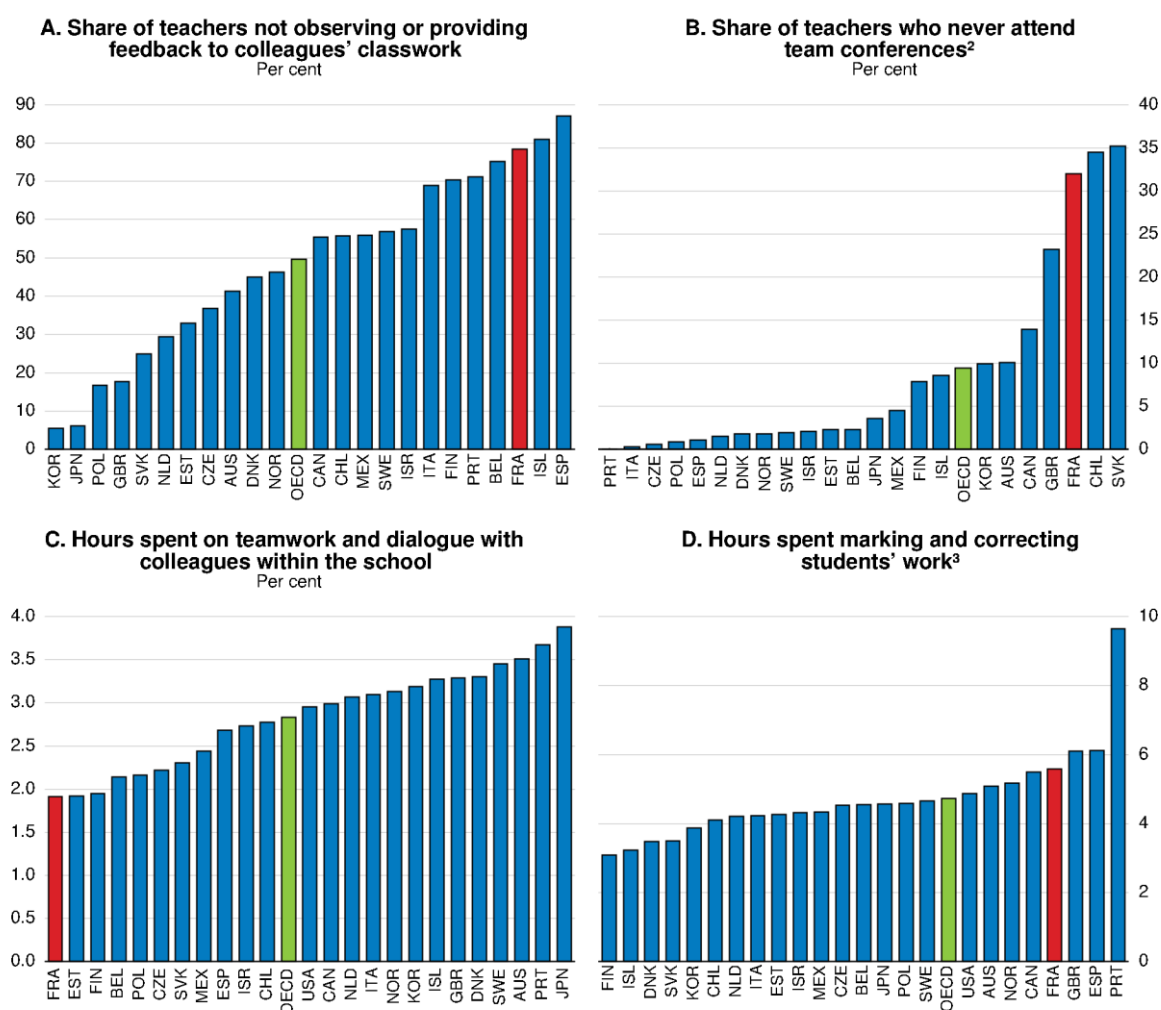 A. Share of teachers not observing or providing
feedback to colleagues' classwork
Per cent
90
80
70
60
50
40
30
20
10
0
KOR
JPN
POL
GBR
SVK
NLD
EST
CZE
AUS
DNK
NOR
OECD
CAN
CHL
MEX
SWE
ISR
ITA
FIN
PRT
BEL
FRA
ISL
ESP
B. Share of teachers who never attend
team conferences²
Per cent
40
35
30
25
20
15
10
5
0
PRT
ITA
CZE
POL
ESP
NLD
DNK
NOR
SWE
ISR
EST
BEL
JPN
MEX
FIN
ISL
OECD
KOR
AUS
CAN
GBR
FRA
CHL
SVK
C. Hours spent on teamwork and dialogue with
colleagues within the school
Per cent
4.0
3.5
3.0
2.5
2.0
1.5
1.0
0.5
0.0
FRA
EST
FIN
BEL
POL
CZE
SVK
MEX
ESP
ISR
CHL
OECD
USA
CAN
NLD
ITA
NOR
KOR
ISL
GBR
DNK
SWE
AUS
PRT
JPN
D. Hours spent marking and correcting
students' work³
10
8
6
4
2
0
FIN
ISL
DNK
SVK
KOR
CHL
NLD
ITA
EST
ISR
MEX
CZE
BEL
JPN
POL
SWE
OECD
USA
AUS
NOR
CAN
FRA
GBR
ESP
PRT